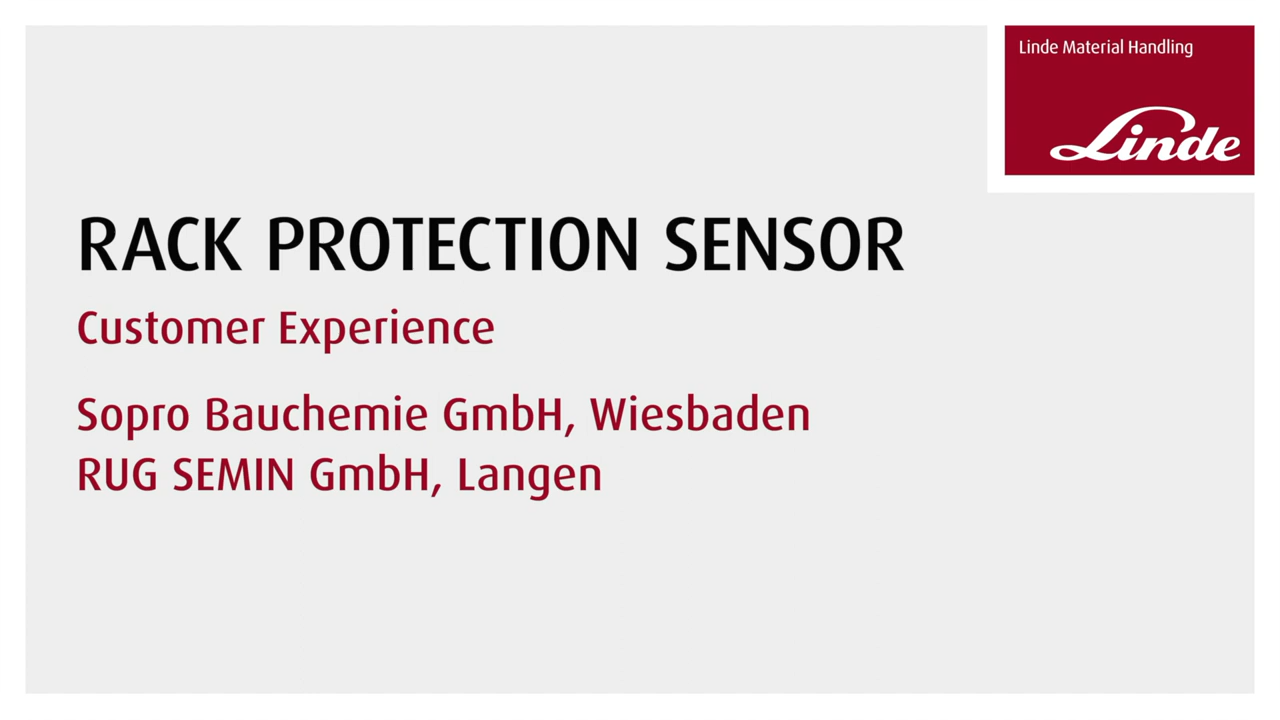 Linde Material Handling
Linde
RACK PROTECTION SENSOR
Customer Experience
Sopro Bauchemie GmbH, Wiesbaden
RUG SEMIN GmbH, Langen